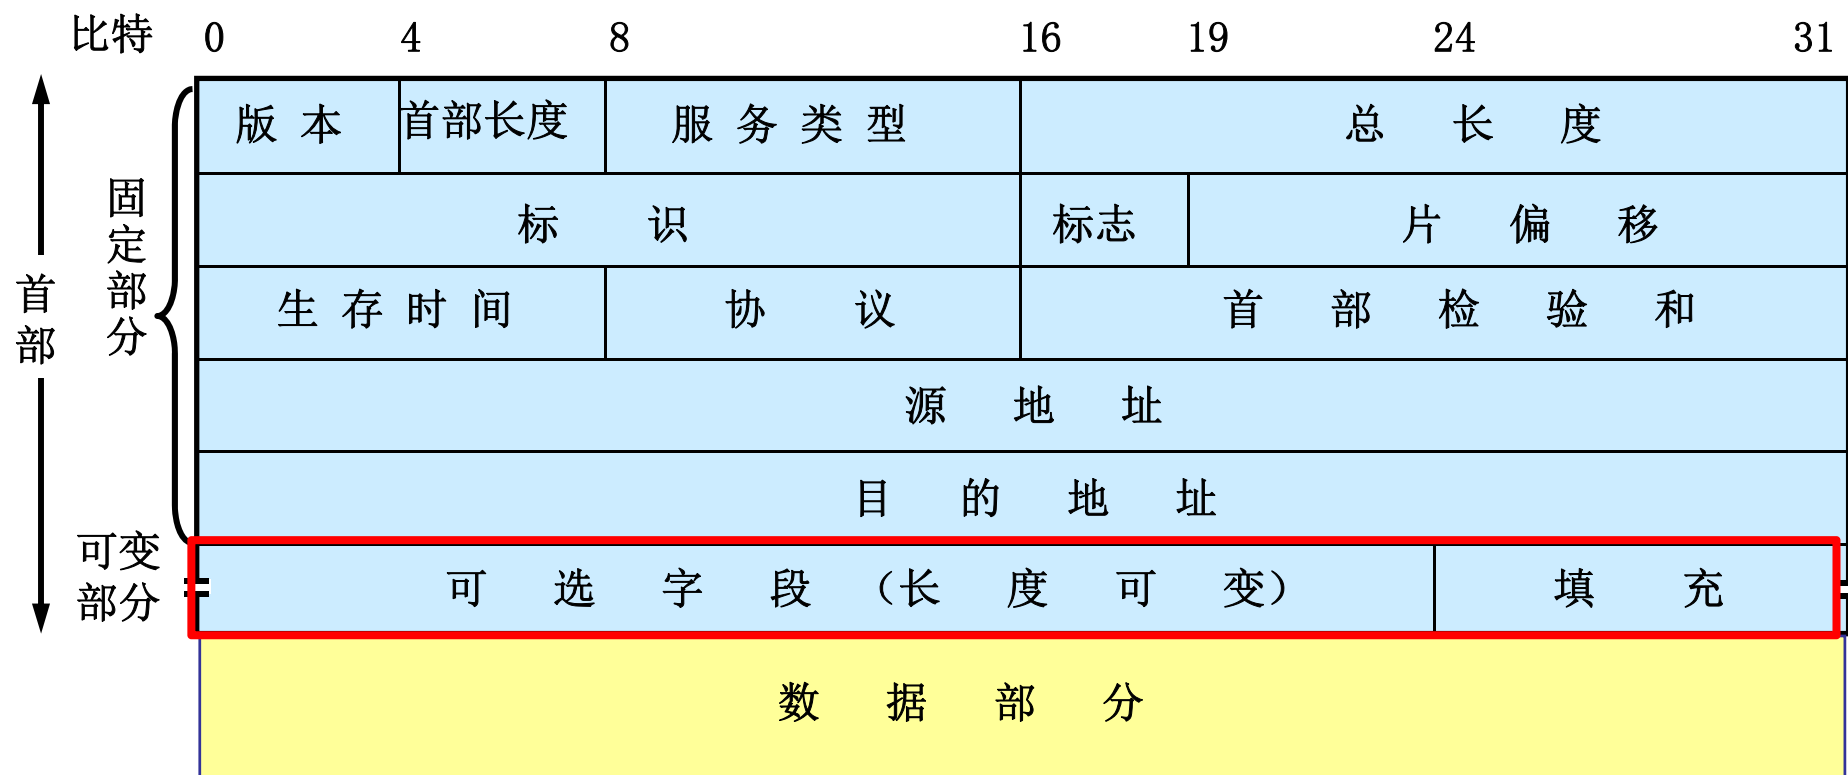 比特 0 4 8 16 19 24 31
版本 首部长度 服务类型 总长度
标识 标志 片偏移
生存时间 协议 首部检验和
源地址
目的地址
可选字段（长度可变） 填充
数据部分
首部
固定部分
可变
部分